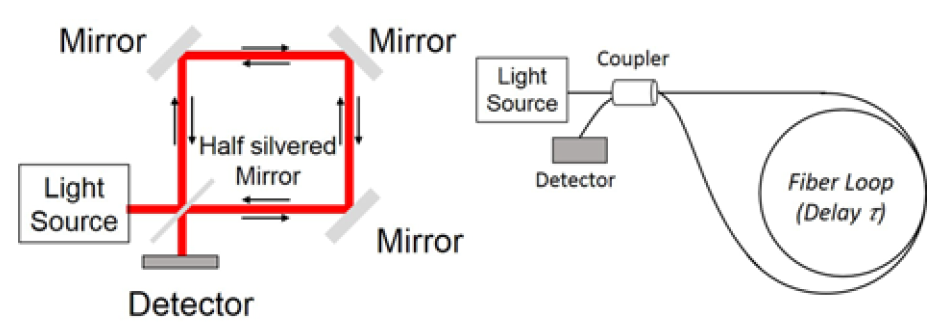 Mirror
Mirror
Half silvered
Mirror
Light
Source
Mirror
Detector
Coupler
Light
Source
Detector
Fiber Loop
(Delay τ)